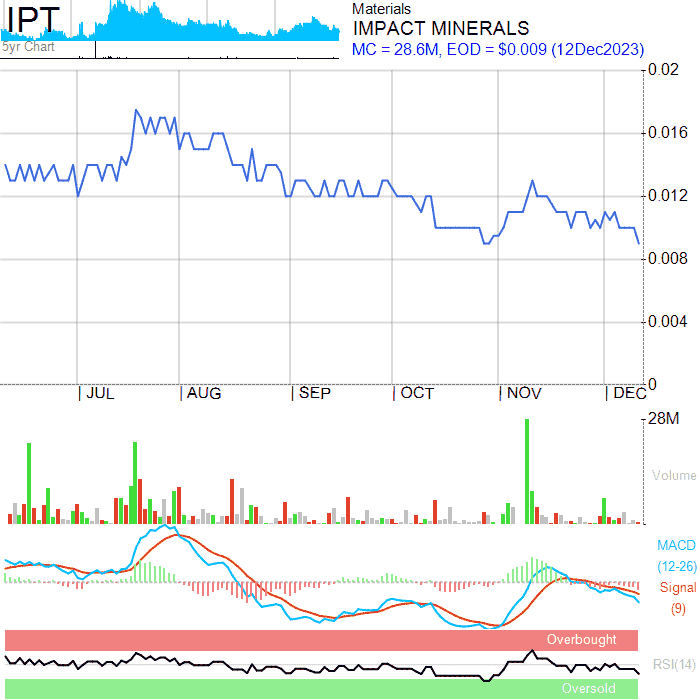 IPT
5yr Chart
Materials
IMPACT MINERALS
MC = 28.6M, EOD = $0.009 (12Dec2023)
0.02
0.016
0.012
0.008
0.004
0
JUL
AUG
SEP
OCT
NOV
DEC
28M
Volume
MACD
(12-26)
Signal
(9)
Overbought
RSI(14)
Oversold